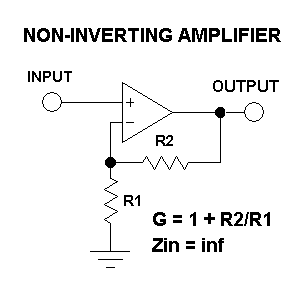 NON-INVERTING AMPLIFIER
INPUT
OUTPUT
+
−
R2
R1
G = 1 + R2/R1
Zin = inf